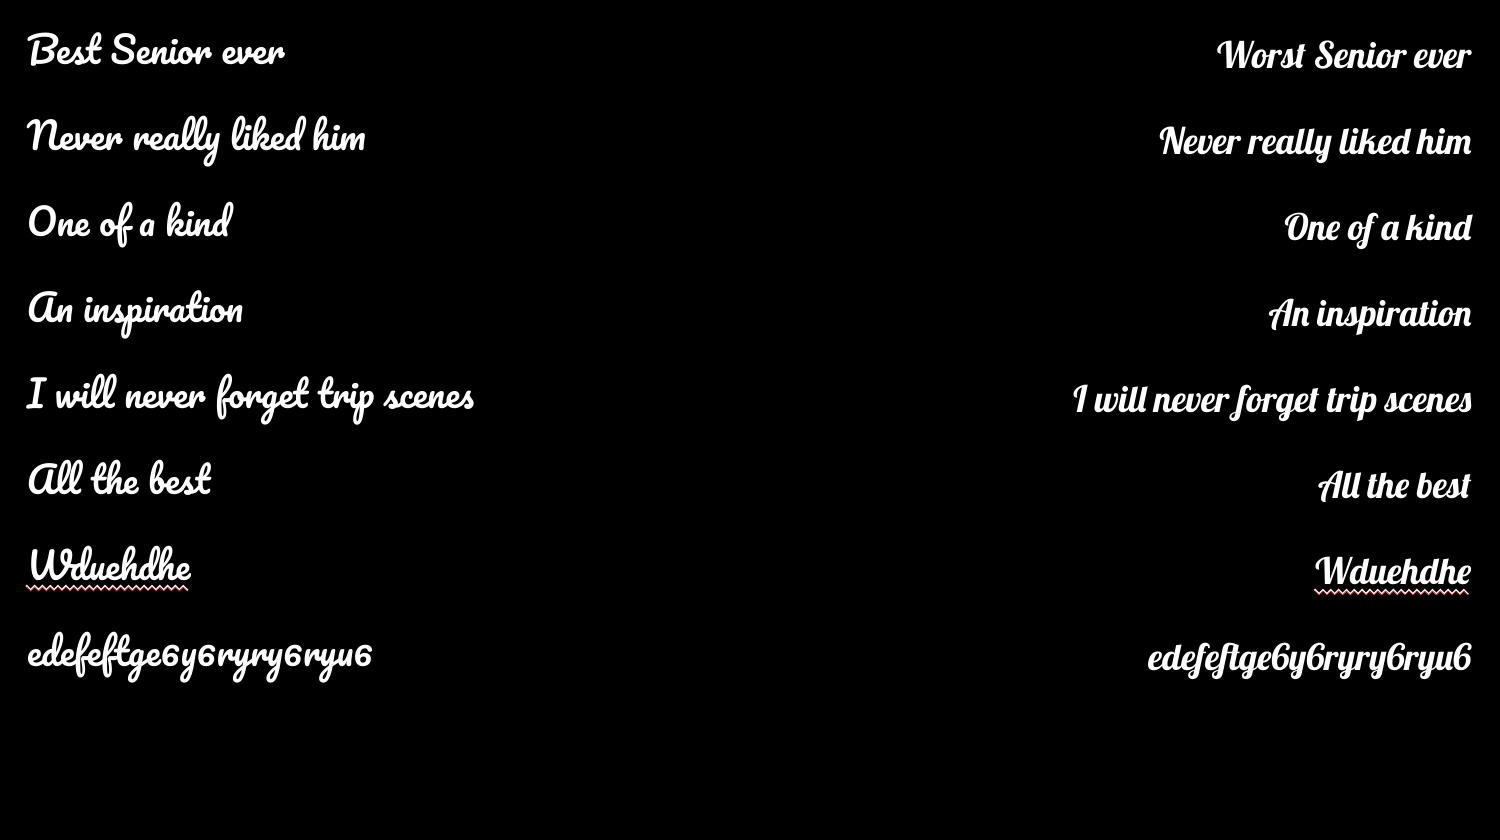 Best Senior ever
Never really liked him
One of a kind
An inspiration
I will never forget trip scenes
All the best
Wduehdhe
edefeftge6y6ryry6ryu6
Worst Senior ever
Never really liked him
One of a kind
An inspiration
I will never forget trip scenes
All the best
Wduehdhe
edefeftge6y6ryry6ryu6